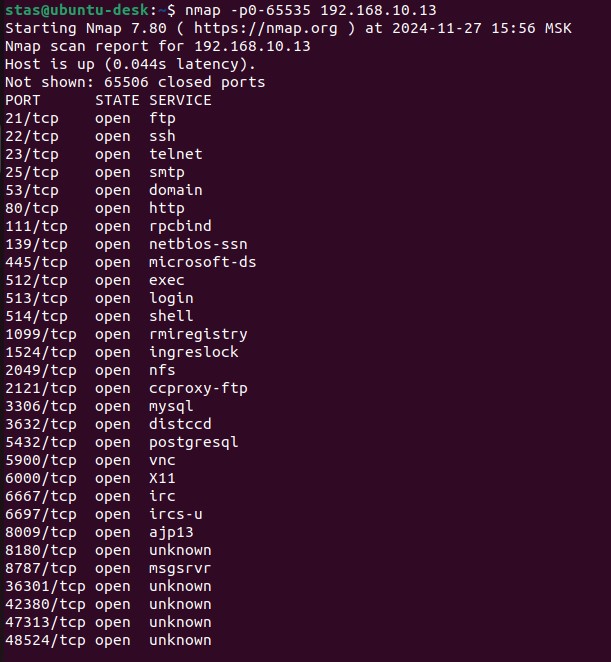 stas@ubuntu-desk:~$ nmap -p0-65535 192.168.10.13
Starting Nmap 7.80 ( https://nmap.org ) at 2024-11-27 15:56 MSK
Nmap scan report for 192.168.10.13
Host is up (0.044s latency).
Not shown: 65506 closed ports
PORT      STATE SERVICE
21/tcp    open  ftp
22/tcp    open  ssh
23/tcp    open  telnet
25/tcp    open  smtp
53/tcp    open  domain
80/tcp    open  http
111/tcp   open  rpcbind
139/tcp   open  netbios-ssn
445/tcp   open  microsoft-ds
512/tcp   open  exec
513/tcp   open  login
514/tcp   open  shell
1099/tcp  open  rmiregistry
1524/tcp  open  ingreslock
2049/tcp  open  nfs
2121/tcp  open  ccproxy-ftp
3306/tcp  open  mysql
3632/tcp  open  distccd
5432/tcp  open  postgresql
5900/tcp  open  vnc
6000/tcp  open  X11
6667/tcp  open  irc
6697/tcp  open  ircs-u
8009/tcp  open  ajp13
8180/tcp  open  unknown
8787/tcp  open  msgsrvr
36301/tcp open  unknown
42380/tcp open  unknown
47313/tcp open  unknown
48524/tcp open  unknown